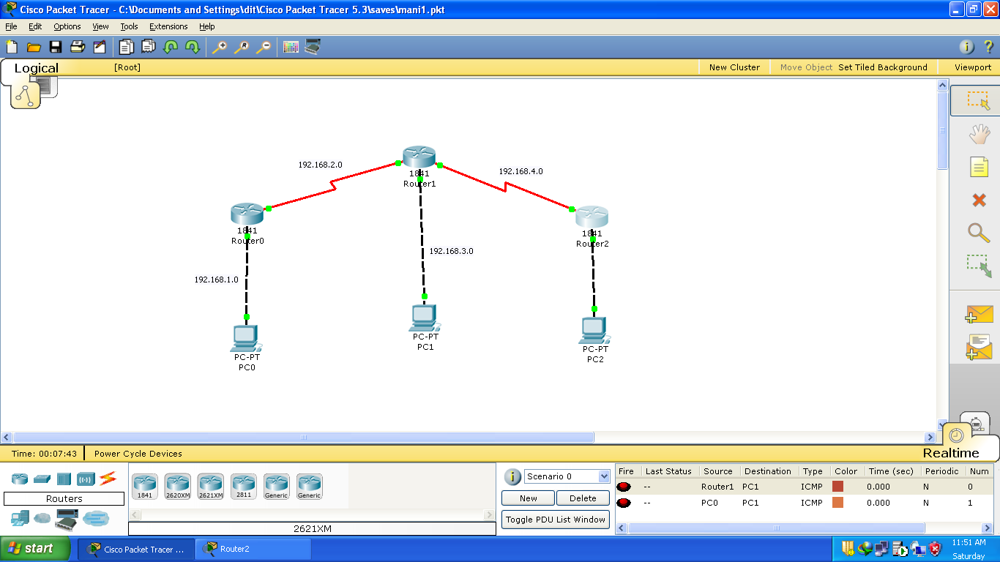 Cisco Packet Tracer - C:\Documents and Settings\dit\Cisco Packet Tracer 5.3\saves\mani1.pkt
File Edit Options View Tools Extensions Help
Logical [Root] New Cluster Move Object Set Tiled Background Viewport
192.168.2.0
192.168.4.0
1841
Router1
1841
Router0
1841
Router2
192.168.3.0
192.168.1.0
PC-PT
PC1
PC-PT
PC2
PC-PT
PC0
Realtime
Time: 00:07:43 Power Cycle Devices
Routers
1841 2620XM 2621XM 2811 Generic Generic
2621XM
Scenario 0
New Delete
Toggle PDU List Window
Fire Last Status Source Destination Type Color Time (sec) Periodic Num
-- Router1 PC1 ICMP 0.000 N 0
-- PC0 PC1 ICMP 0.000 N 1
start Cisco Packet Tracer ... Router2
11:51 AM
Saturday